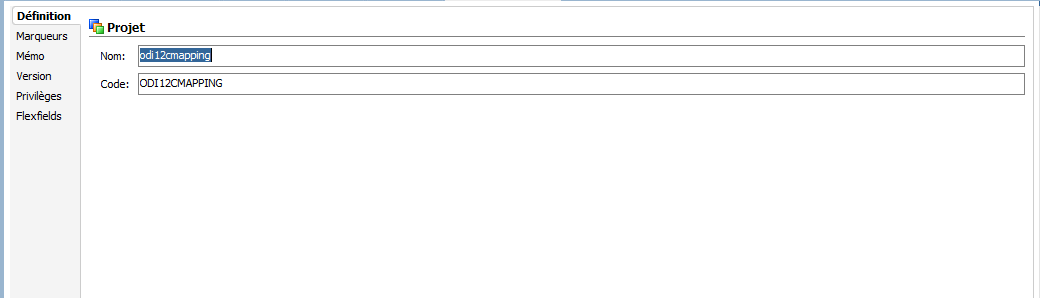 Définition
Marqueurs
Mémo
Version
Privilèges
Flexfields
Projet
Nom: odi12cmapping
Code: ODI12CMAPPING